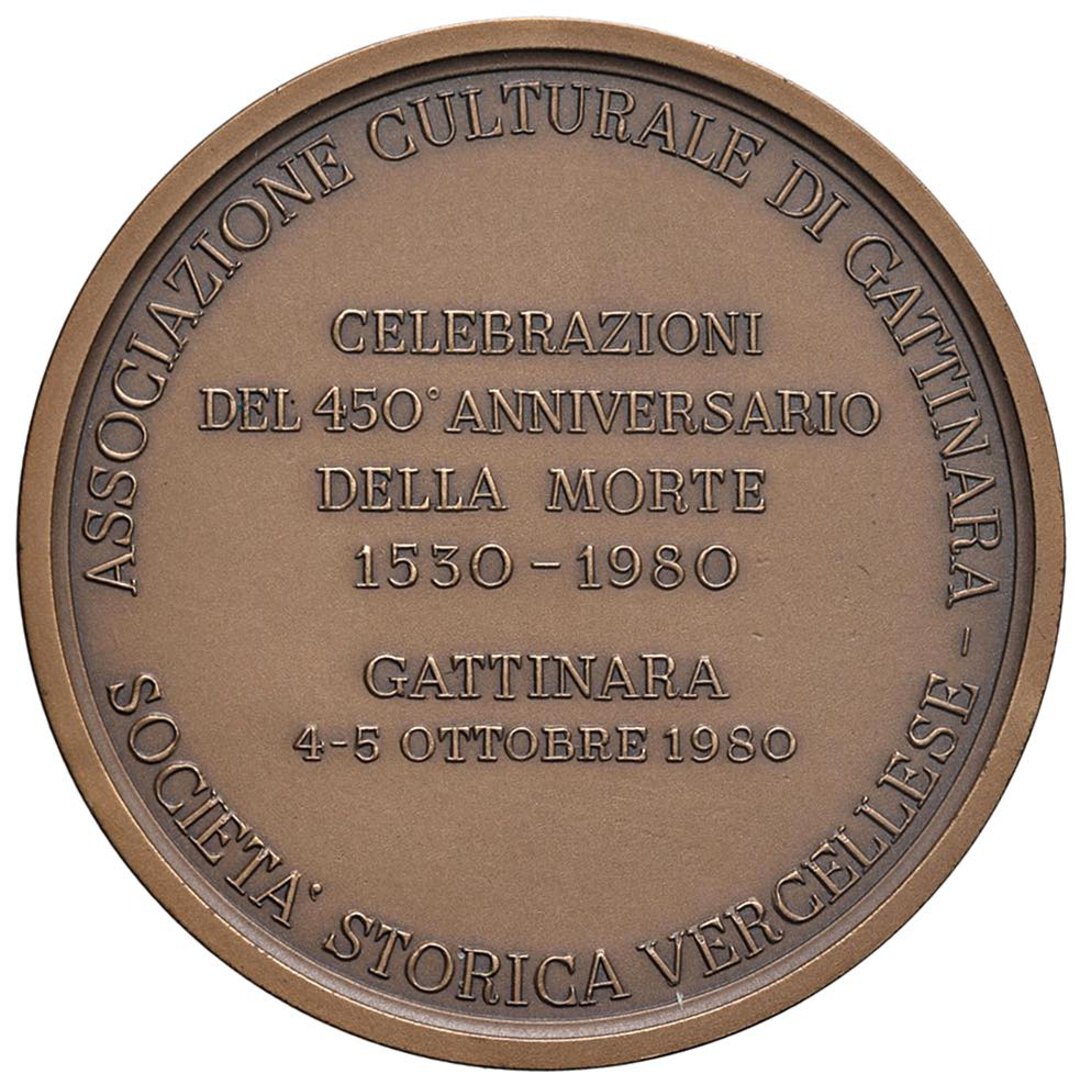 ASSOCIAZIONE CULTURALE DI GATTINARA -
SOCIETA' STORICA VERCELLESE
CELEBRAZIONI
DEL 450° ANNIVERSARIO
DELLA MORTE
1530 - 1980
GATTINARA
4-5 OTTOBRE 1980